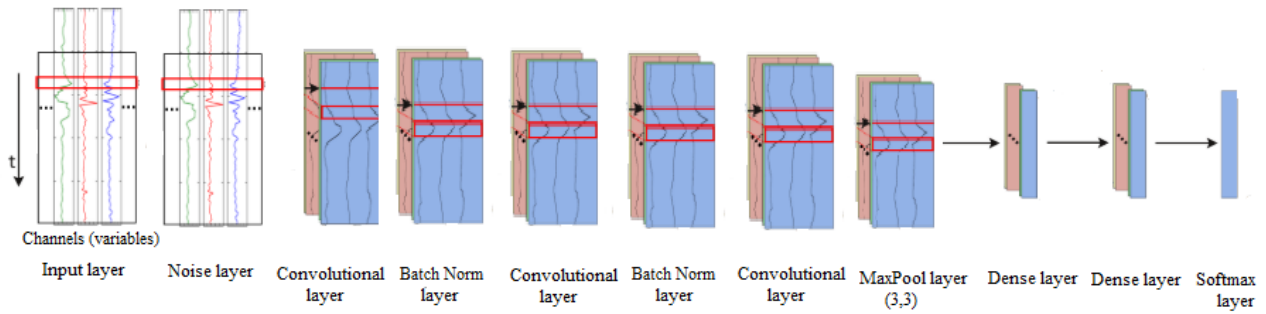 t
Channels (variables)
Input layer
Noise layer
Convolutional
layer
Batch Norm
layer
Convolutional
layer
Batch Norm
layer
Convolutional
layer
MaxPool layer
(3,3)
Dense layer
Dense layer
Softmax
layer